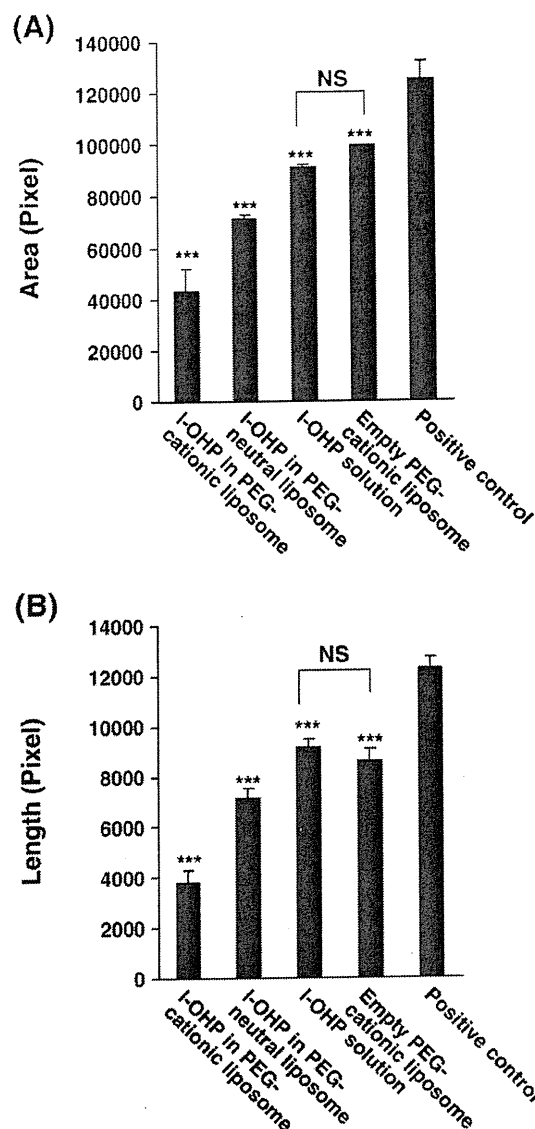 (A)
140000
120000
100000
80000
60000
40000
20000
0
Area (Pixel)
NS
***
***
***
***
l-OHP in PEG-
cationic liposome
l-OHP in PEG-
neutral liposome
l-OHP solution
Empty PEG-
cationic liposome
Positive control
(B)
14000
12000
10000
8000
6000
4000
2000
0
Length (Pixel)
NS
***
***
***
***
l-OHP in PEG-
cationic liposome
l-OHP in PEG-
neutral liposome
l-OHP solution
Empty PEG-
cationic liposome
Positive control